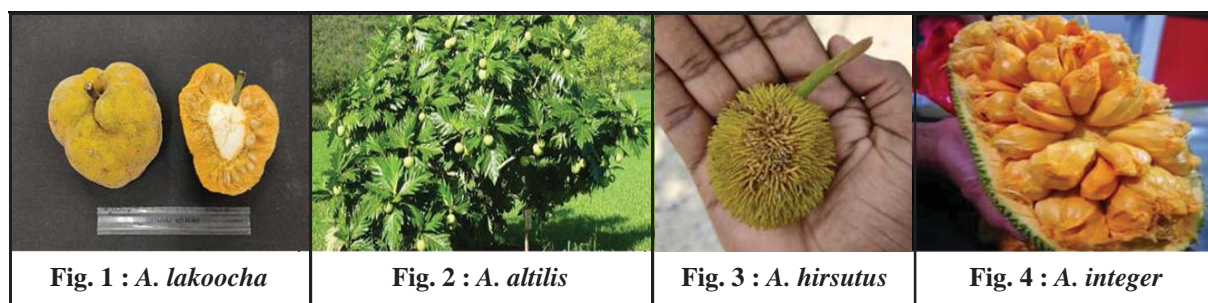 Fig. 1 : A. lakoocha
Fig. 2 : A. altilis
Fig. 3 : A. hirsutus
Fig. 4 : A. integer